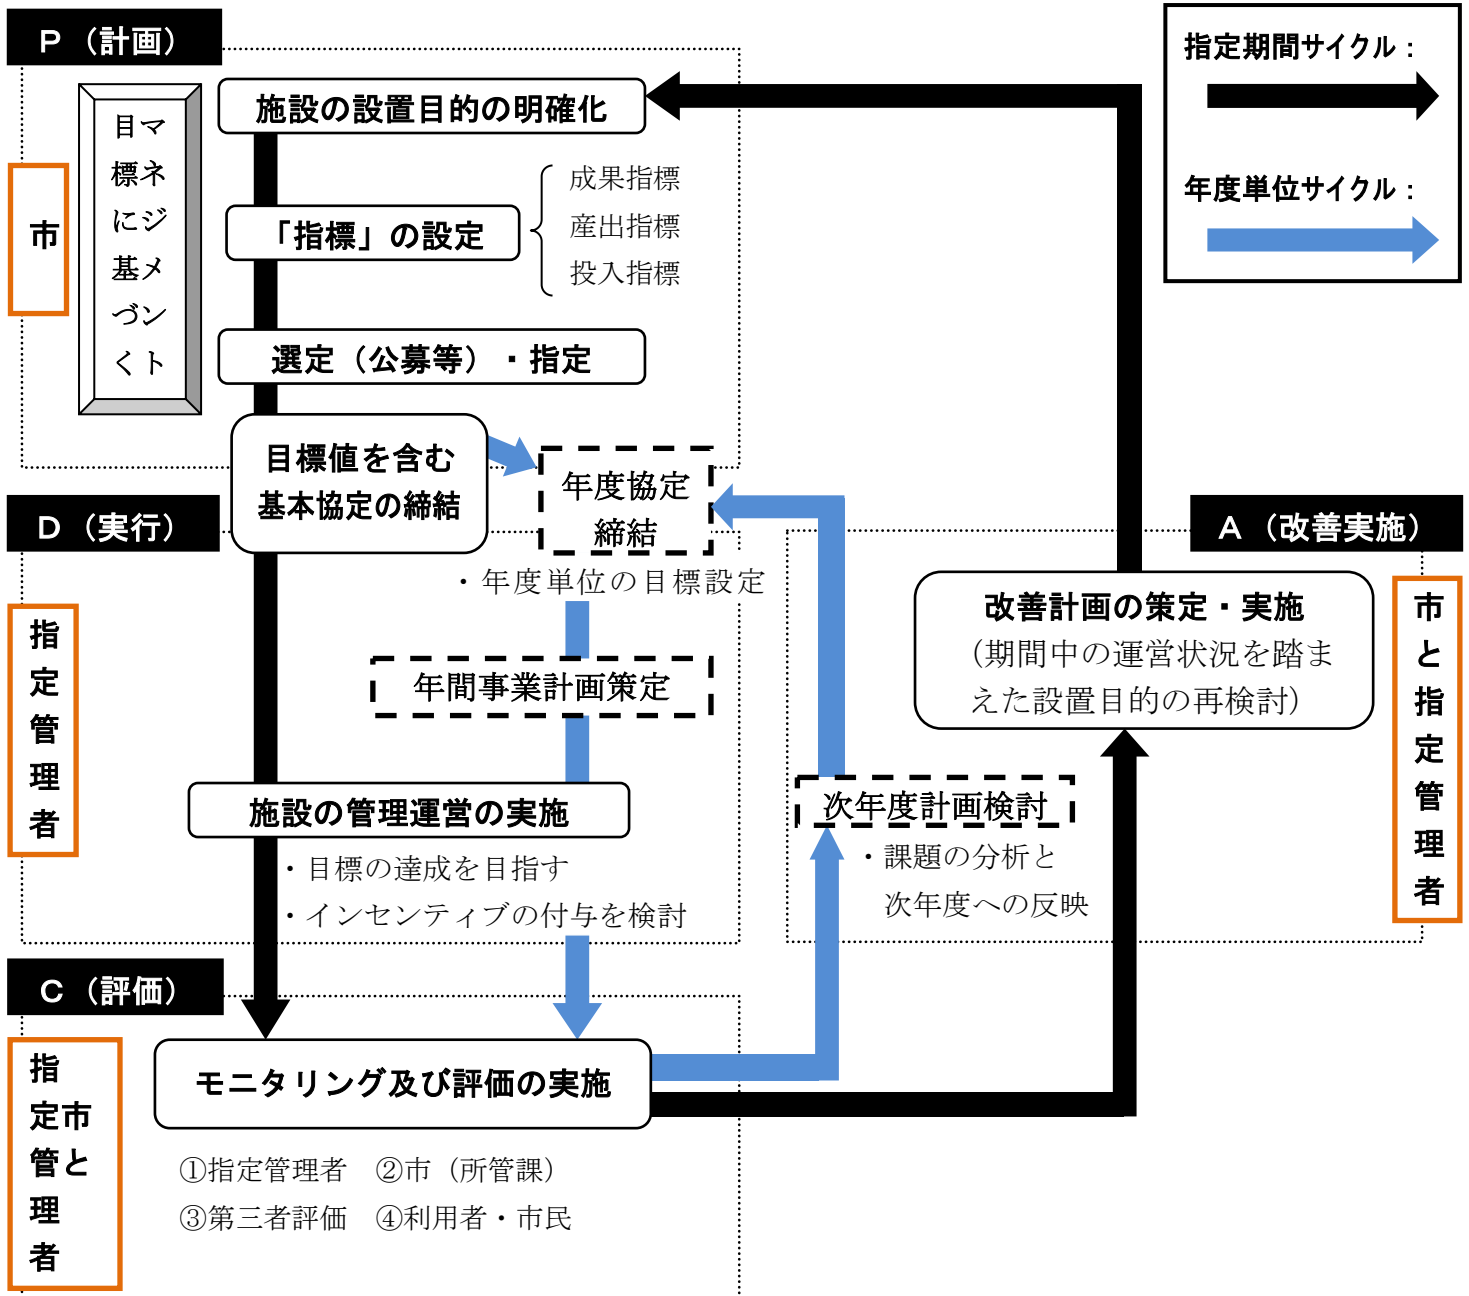 Ｐ（計画）
市
目標に基づく
マネジメント
施設の設置目的の明確化
「指標」の設定
成果指標
産出指標
投入指標
選定（公募等）・指定
目標値を含む
基本協定の締結
年度協定
締結
・年度単位の目標設定
指定期間サイクル：
年度単位サイクル：
Ｄ（実行）
指定管理者
年間事業計画策定
施設の管理運営の実施
・目標の達成を目指す
・インセンティブの付与を検討
Ａ（改善実施）
市と指定管理者
改善計画の策定・実施
（期間中の運営状況を踏ま
えた設置目的の再検討）
次年度計画検討
・課題の分析と
次年度への反映
Ｃ（評価）
市と
指定管理者
モニタリング及び評価の実施
①指定管理者　②市（所管課）
③第三者評価　④利用者・市民